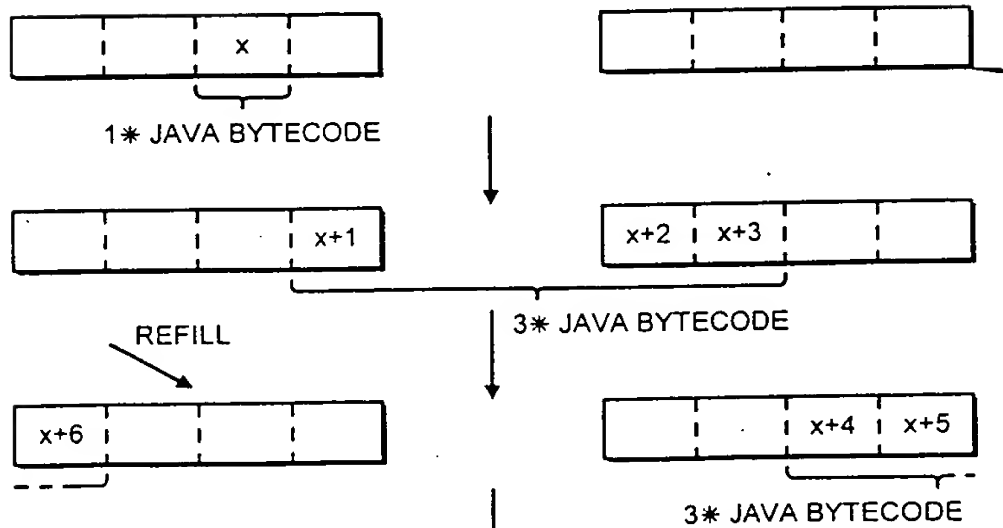 x
1* JAVA BYTECODE
x+1 x+2 x+3
3* JAVA BYTECODE
REFILL
x+6 x+4 x+5
3* JAVA BYTECODE